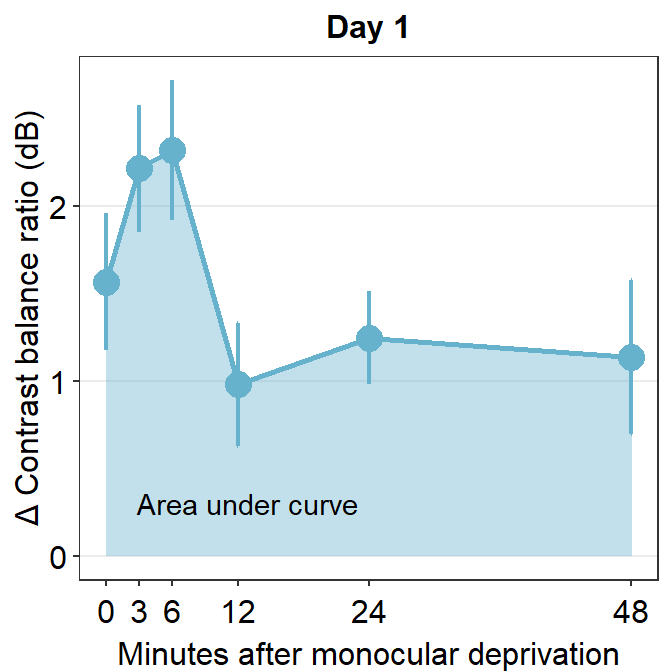 Day 1
Δ Contrast balance ratio (dB)
2
1
0
Area under curve
0 3 6 12 24 48
Minutes after monocular deprivation